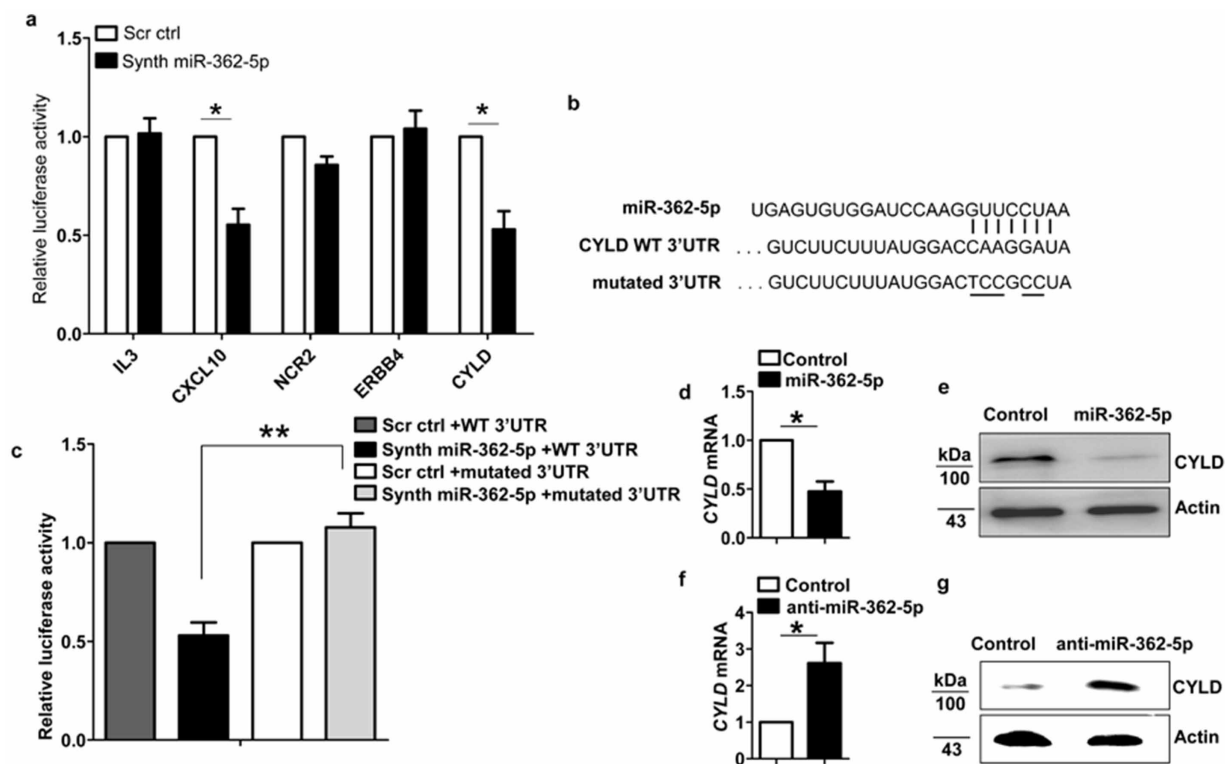 a
Scr ctrl
Synth miR-362-5p
Relative luciferase activity
1.5
1.0
0.5
0.0
* *
IL3 CXCL10 NCR2 ERBB4 CYLD
b
miR-362-5p UGAGUGUGGAUCCAAGGUUCCUAA
CYLD WT 3'UTR ...GUCUUCUUUAUGGACCAAGGAUA
mutated 3'UTR ...GUCUUCUUUAUGGACTCCGCCUA
c
Scr ctrl +WT 3'UTR
Synth miR-362-5p +WT 3'UTR
Scr ctrl +mutated 3'UTR
Synth miR-362-5p +mutated 3'UTR
Relative luciferase activity
1.5
1.0
0.5
0.0
**
d
Control
miR-362-5p
CYLD mRNA
1.5
1.0
0.5
0.0
*
e
Control miR-362-5p
kDa
100
CYLD
43
Actin
f
Control
anti-miR-362-5p
CYLD mRNA
4
3
2
1
0
*
g
Control anti-miR-362-5p
kDa
100
CYLD
43
Actin